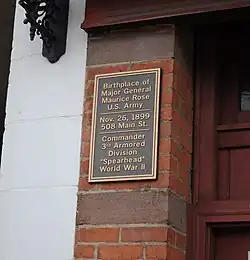 Birthplace of
Major General
Maurice Rose
U.S. Army
Nov. 26, 1899
508 Main St.
Commander
3rd Armored
Division
"Spearhead"
World War II